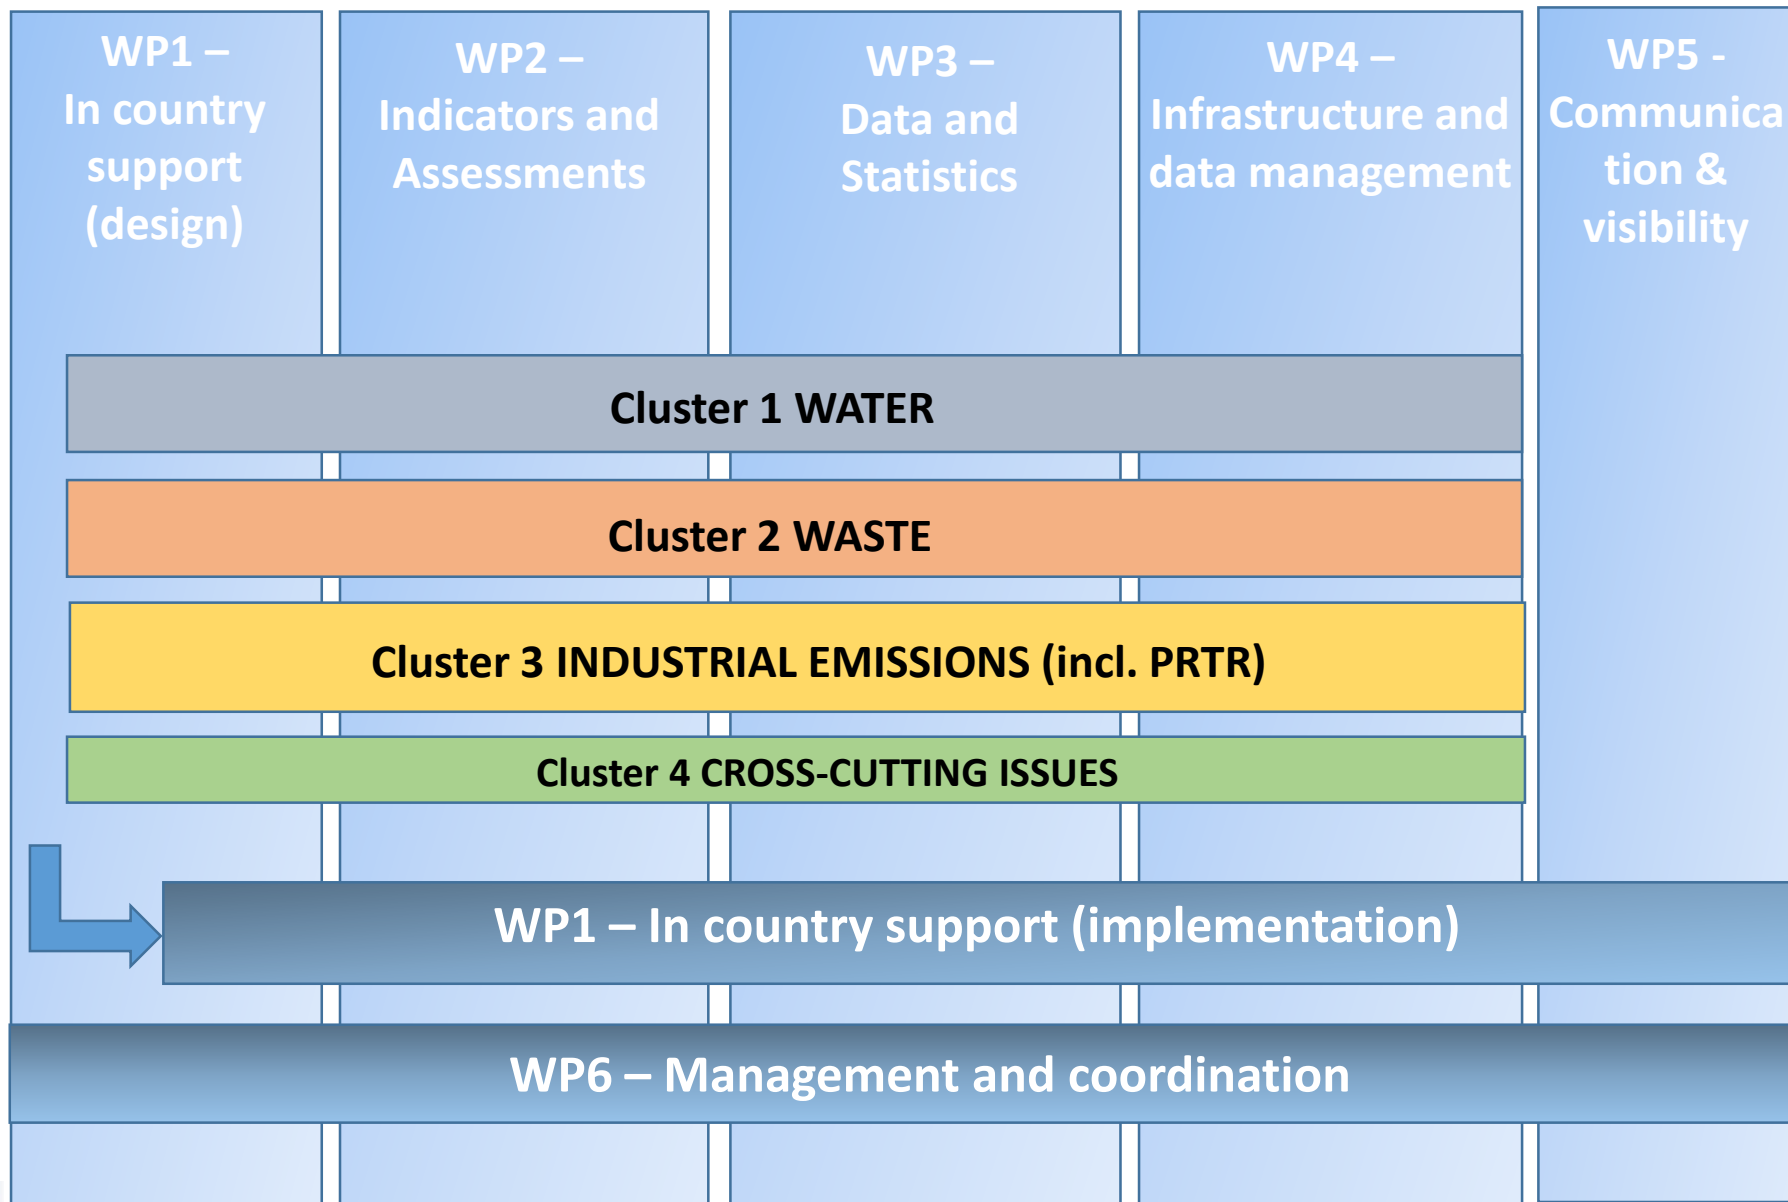 WP1 –
In country
support
(design)
WP2 –
Indicators and
Assessments
WP3 –
Data and
Statistics
WP4 –
Infrastructure and
data management
WP5 -
Communica
tion &
visibility
Cluster 1 WATER
Cluster 2 WASTE
Cluster 3 INDUSTRIAL EMISSIONS (incl. PRTR)
Cluster 4 CROSS-CUTTING ISSUES
WP1 – In country support (implementation)
WP6 – Management and coordination